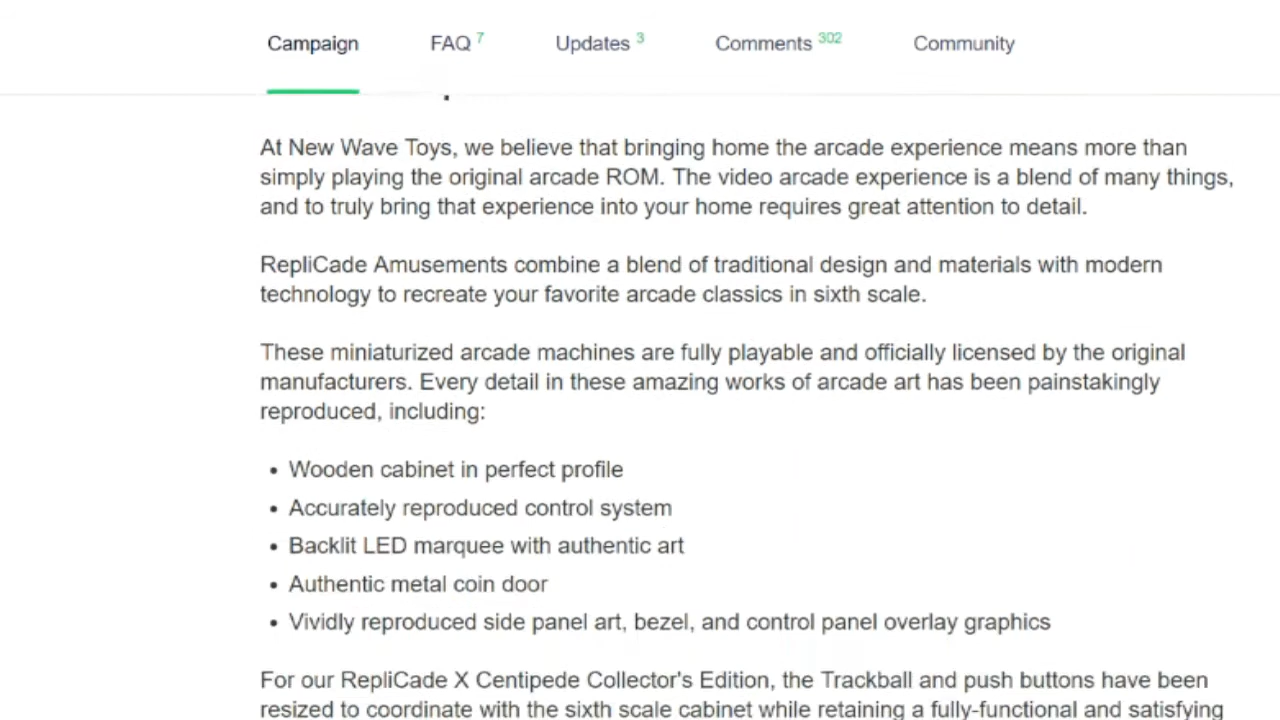 Campaign FAQ 7 Updates 3 Comments 302 Community
At New Wave Toys, we believe that bringing home the arcade experience means more than
simply playing the original arcade ROM. The video arcade experience is a blend of many things,
and to truly bring that experience into your home requires great attention to detail.
RepliCade Amusements combine a blend of traditional design and materials with modern
technology to recreate your favorite arcade classics in sixth scale.
These miniaturized arcade machines are fully playable and officially licensed by the original
manufacturers. Every detail in these amazing works of arcade art has been painstakingly
reproduced, including:
• Wooden cabinet in perfect profile
• Accurately reproduced control system
• Backlit LED marquee with authentic art
• Authentic metal coin door
• Vividly reproduced side panel art, bezel, and control panel overlay graphics
For our RepliCade X Centipede Collector's Edition, the Trackball and push buttons have been
resized to coordinate with the sixth scale cabinet while retaining a fully-functional and satisfying